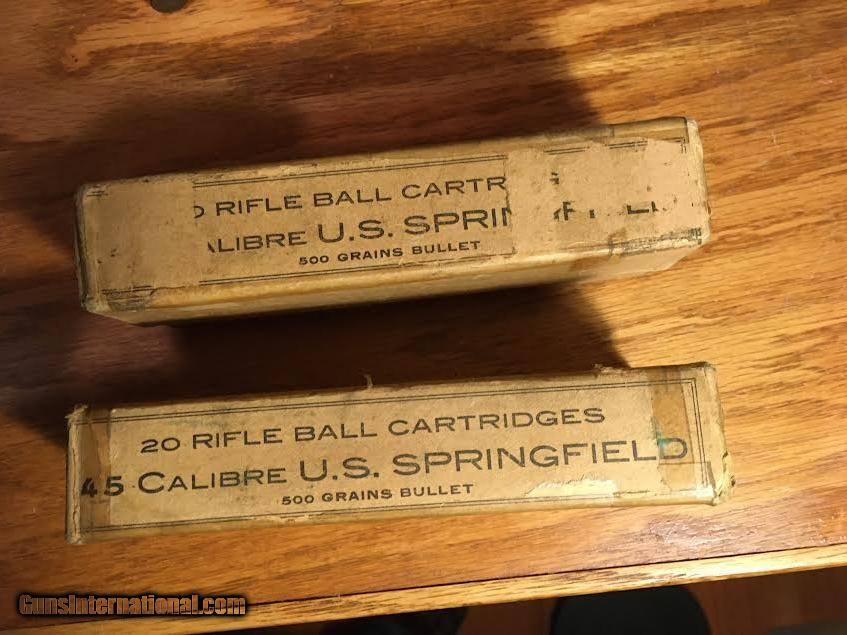 RIFLE BALL CARTR
ALIBRE U.S. SPRIN
500 GRAINS BULLET
20 RIFLE BALL CARTRIDGES
45 CALIBRE U.S. SPRINGFIELD
500 GRAINS BULLET
GunsInternational.com